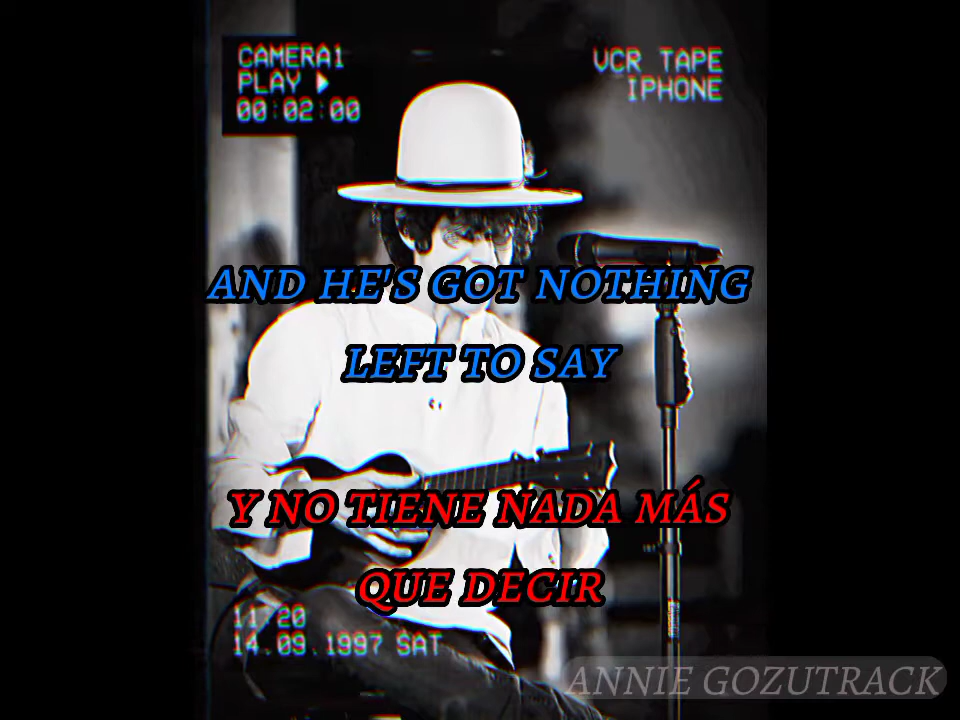 CAMERA1
PLAY
00:02:00
VCR TAPE
IPHONE
AND HE'S GOT NOTHING
LEFT TO SAY
Y NO TIENE NADA MÁS
QUE DECIR
11:20
14.09.1997 SAT
ANNIE GOZUTRACK